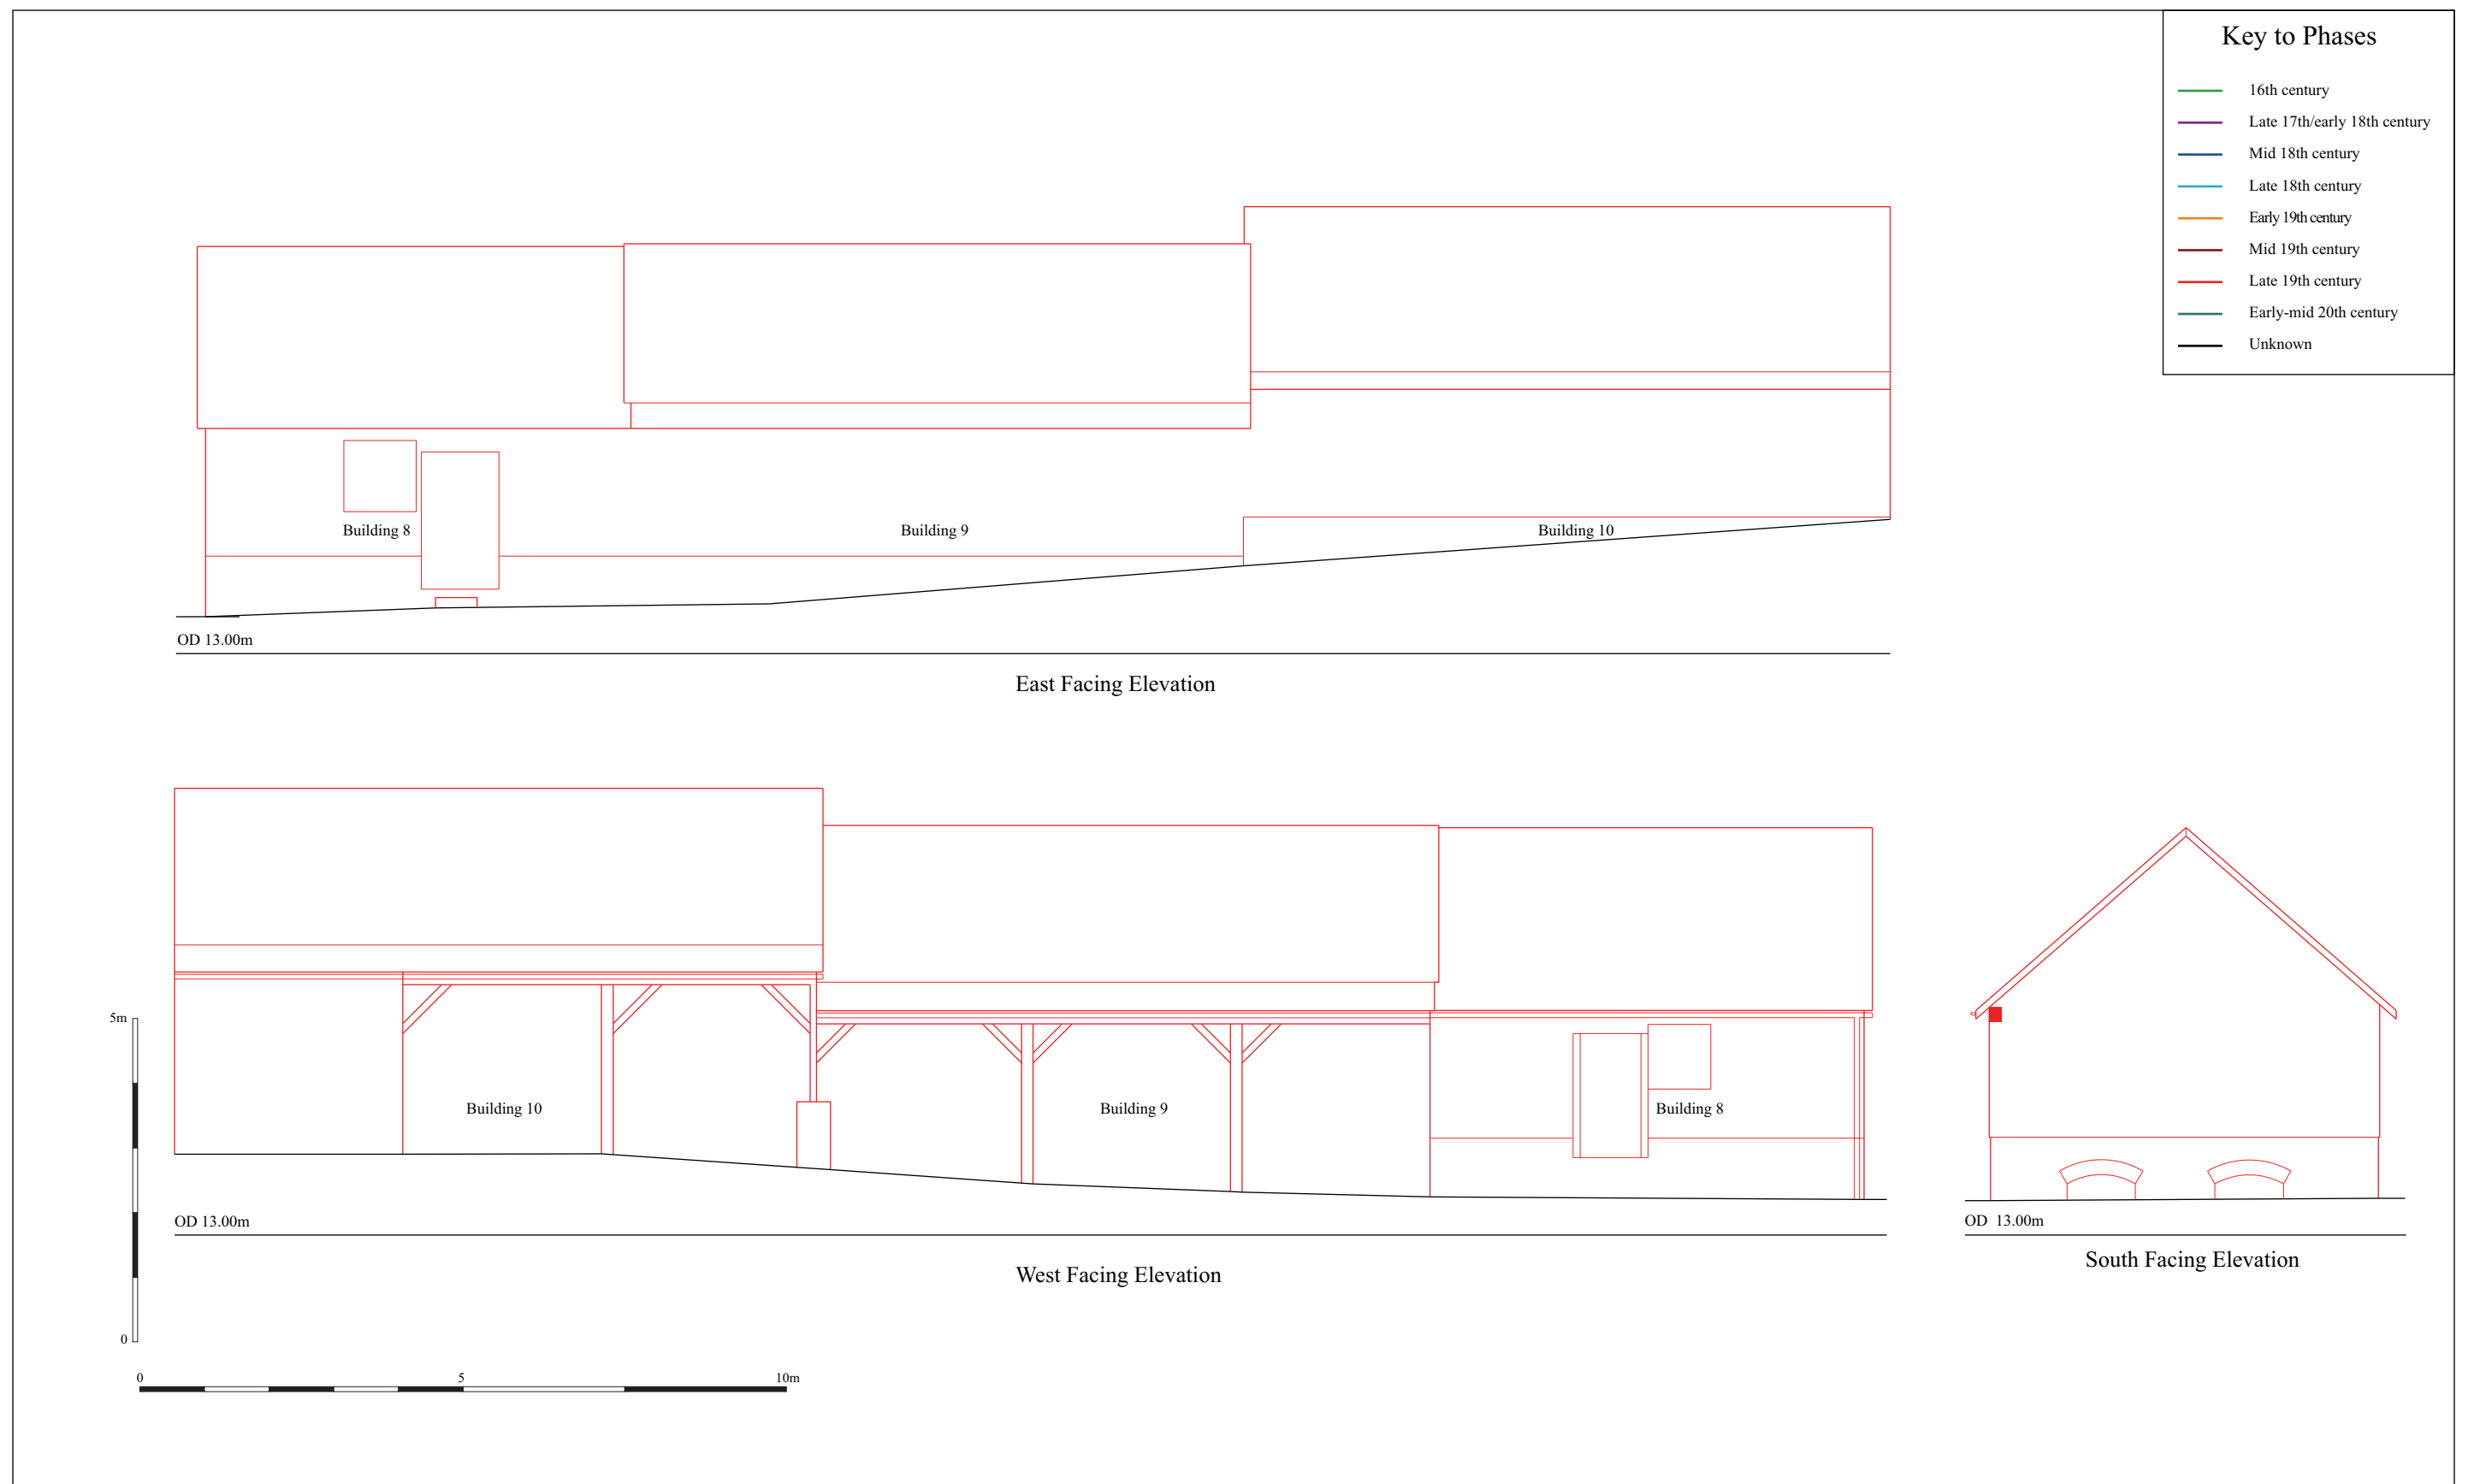 Key to Phases
16th century
Late 17th/early 18th century
Mid 18th century
Late 18th century
Early 19th century
Mid 19th century
Late 19th century
Early-mid 20th century
Unknown
Building 8
Building 9
Building 10
OD 13.00m
East Facing Elevation
5m
Building 10
Building 9
Building 8
OD 13.00m
OD  13.00m
West Facing Elevation
South Facing Elevation
0
0
5
10m